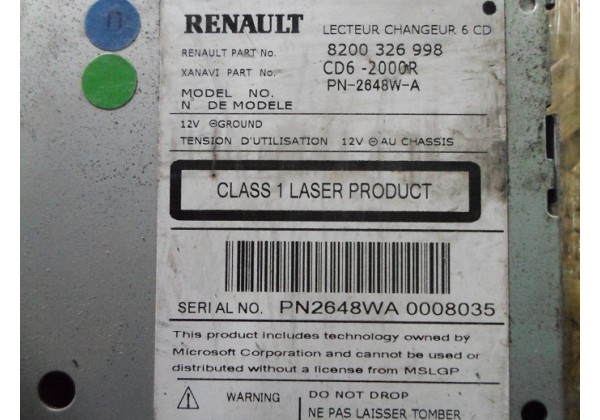 RENAULT LECTEUR CHANGEUR 6 CD
RENAULT PART No. 8200 326 998
XANAVI PART No. CD6 -2000R
MODEL NO. PN-2648W-A
N° DE MODELE
12V ⊖GROUND
TENSION D'UTILISATION 12V ⊖ AU CHASSIS
CLASS 1 LASER PRODUCT
SERIAL NO. PN2648WA 0008035
This product includes technology owned by
Microsoft Corporation and cannot be used or
distributed without a license from MSLGP
WARNING DO NOT DROP
NE PAS LAISSER TOMBER